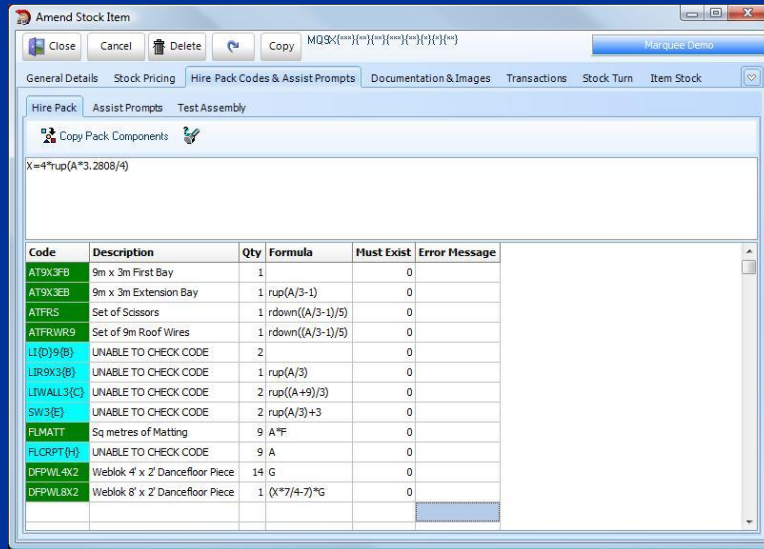 Amend Stock Item
Close Cancel Delete Copy MQ9X{***}{**}{**}{***}{**}{*}{*}{**} Marquee Demo
General Details Stock Pricing Hire Pack Codes & Assist Prompts Documentation & Images Transactions Stock Turn Item Stock
Hire Pack Assist Prompts Test Assembly
Copy Pack Components
X=4*rup(A*3.2808/4)
Code Description Qty Formula Must Exist Error Message
AT9X3FB 9m x 3m First Bay 1 0
AT9X3EB 9m x 3m Extension Bay 1 rup(A/3-1) 0
ATFRS Set of Scissors 1 rdown((A/3-1)/5) 0
ATFRWR9 Set of 9m Roof Wires 1 rdown((A/3-1)/5) 0
LI{D}9{B} UNABLE TO CHECK CODE 2 0
LIR9X3{B} UNABLE TO CHECK CODE 1 rup(A/3) 0
LIWALL3{C} UNABLE TO CHECK CODE 2 rup((A+9)/3) 0
SW3{E} UNABLE TO CHECK CODE 2 rup(A/3)+3 0
FLMATT Sq metres of Matting 9 A*F 0
FLCRPT{H} UNABLE TO CHECK CODE 9 A 0
DFPWL4X2 Weblok 4' x 2' Dancefloor Piece 14 G 0
DFPWL8X2 Weblok 8' x 2' Dancefloor Piece 1 (X*7/4-7)*G 0